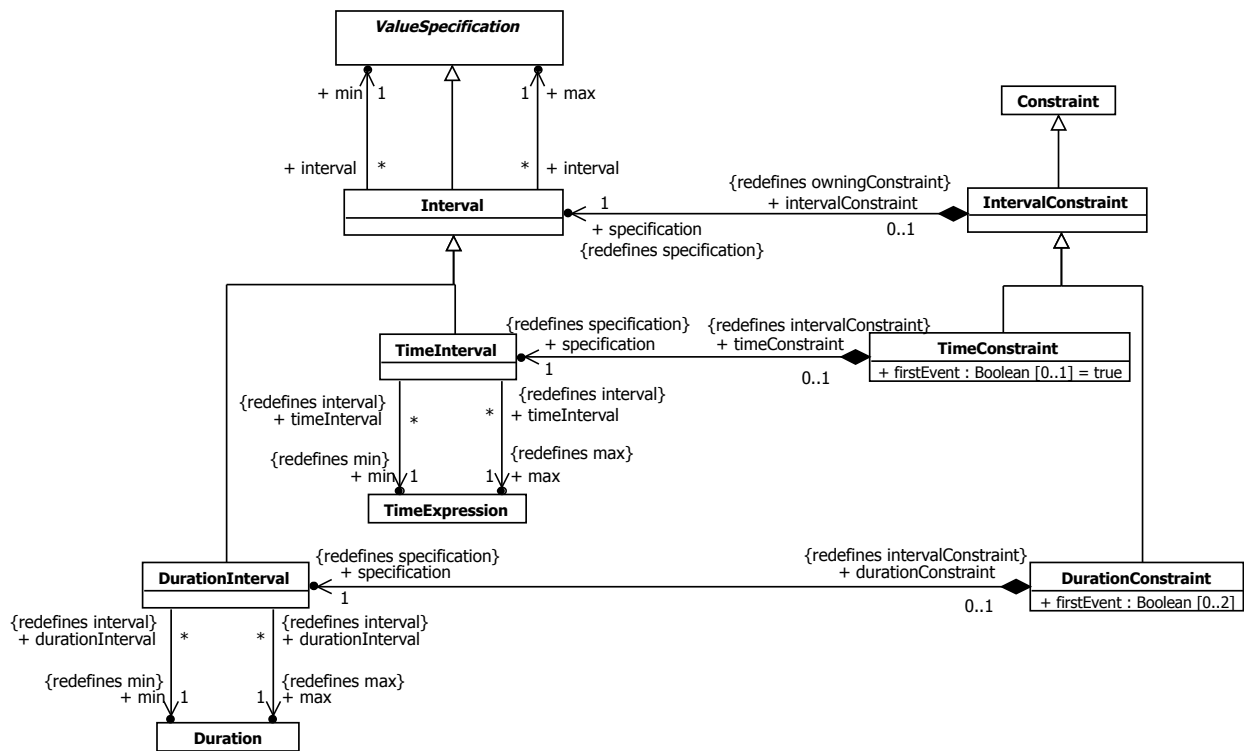 ValueSpecification
+ min
1
1
+ max
Constraint
+ interval
*
*
+ interval
{redefines owningConstraint}
Interval
1
+ intervalConstraint
IntervalConstraint
+ specification
0..1
{redefines specification}
{redefines specification}
{redefines intervalConstraint}
TimeInterval
+ specification
+ timeConstraint
TimeConstraint
1
0..1
+ firstEvent : Boolean [0..1] = true
{redefines interval}
{redefines interval}
+ timeInterval
*
*
+ timeInterval
{redefines min}
{redefines max}
+ min
1
1
+ max
TimeExpression
{redefines specification}
{redefines intervalConstraint}
DurationInterval
+ specification
+ durationConstraint
DurationConstraint
1
0..1
+ firstEvent : Boolean [0..2]
{redefines interval}
{redefines interval}
+ durationInterval
*
*
+ durationInterval
{redefines min}
{redefines max}
+ min
1
1
+ max
Duration